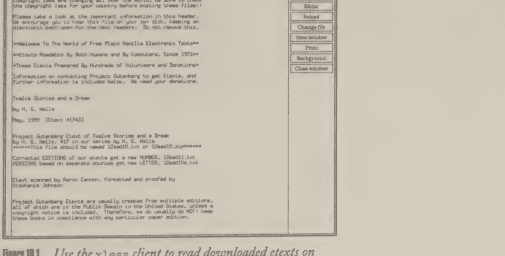 the copyright laws for your country before posting these files!!
Please take a look at the important information in this header.
We encourage you to keep this file on your own disk, keeping an
electronic path open for the next readers. Do not remove this.
**Welcome To The World of Free Plain Vanilla Electronic Texts**
**Etexts Readable By Both Humans and By Computers, Since 1971**
*These Etexts Prepared By Hundreds of Volunteers and Donations*
Information on contacting Project Gutenberg to get Etexts, and
further information is included below. We need your donations.
Twelve Stories and a Dream
by H. G. Wells
May, 1999 [Etext #1743]
Project Gutenberg Etext of Twelve Stories and a Dream
by H. G. Wells. #17 in our series by H. G. Wells
******This file should be named 12sad10.txt or 12sad10.zip******
Corrected EDITIONS of our etexts get a new NUMBER, 12sad11.txt
VERSIONS based on separate sources get new LETTER, 12sad10a.txt
Etext scanned by Aaron Cannon, formatted and proofed by
Stephanie Johnson
Project Gutenberg Etexts are usually created from multiple editions,
all of which are in the Public Domain in the United States, unless a
copyright notice is included. Therefore, we do usually do NOT! keep
these books in compliance with any particular paper edition.
Editor
Reload
Change file
New window
Print
Background
Close window
Figure 10.1 Use the xless client to read downloaded etexts on